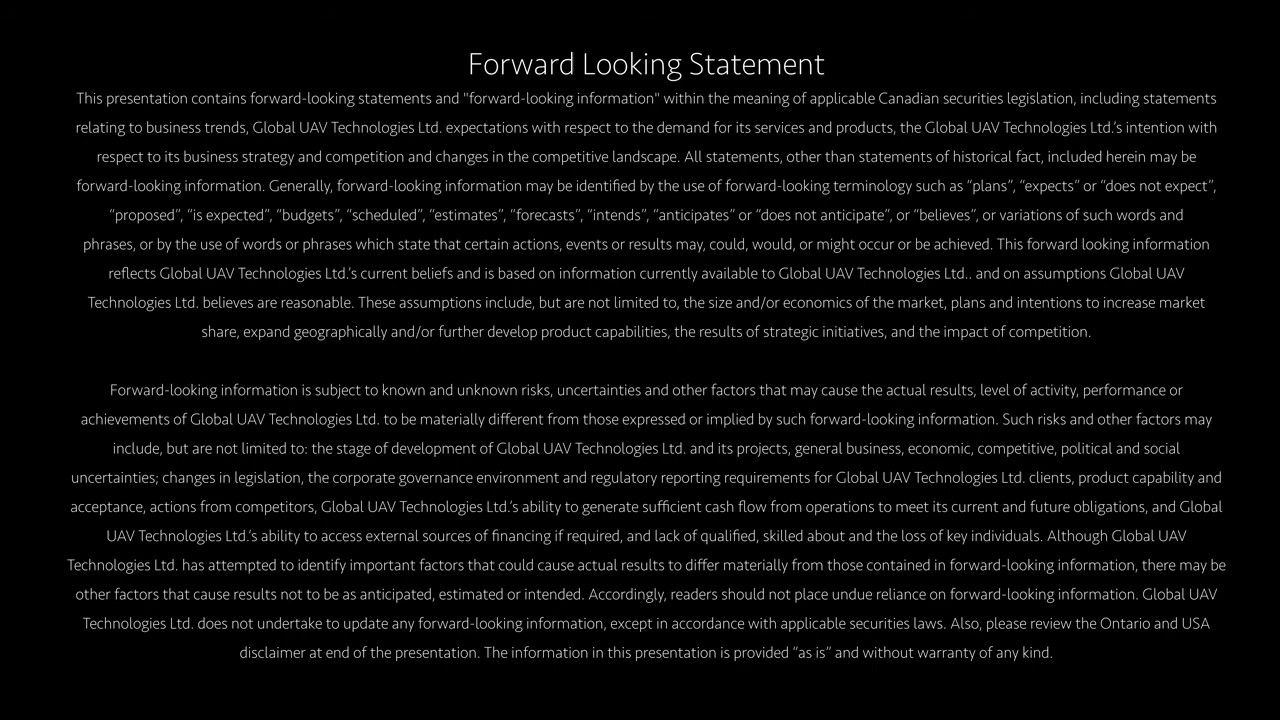 Forward Looking Statement
This presentation contains forward-looking statements and "forward-looking information" within the meaning of applicable Canadian securities legislation, including statements
relating to business trends, Global UAV Technologies Ltd. expectations with respect to the demand for its services and products, the Global UAV Technologies Ltd.’s intention with
respect to its business strategy and competition and changes in the competitive landscape. All statements, other than statements of historical fact, included herein may be
forward-looking information. Generally, forward-looking information may be identified by the use of forward-looking terminology such as “plans”, “expects” or “does not expect”,
“proposed”, “is expected”, “budgets”, “scheduled”, “estimates”, “forecasts”, “intends”, “anticipates” or “does not anticipate”, or “believes”, or variations of such words and
phrases, or by the use of words or phrases which state that certain actions, events or results may, could, would, or might occur or be achieved. This forward looking information
reflects Global UAV Technologies Ltd.’s current beliefs and is based on information currently available to Global UAV Technologies Ltd.. and on assumptions Global UAV
Technologies Ltd. believes are reasonable. These assumptions include, but are not limited to, the size and/or economics of the market, plans and intentions to increase market
share, expand geographically and/or further develop product capabilities, the results of strategic initiatives, and the impact of competition.
Forward-looking information is subject to known and unknown risks, uncertainties and other factors that may cause the actual results, level of activity, performance or
achievements of Global UAV Technologies Ltd. to be materially different from those expressed or implied by such forward-looking information. Such risks and other factors may
include, but are not limited to: the stage of development of Global UAV Technologies Ltd. and its projects, general business, economic, competitive, political and social
uncertainties; changes in legislation, the corporate governance environment and regulatory reporting requirements for Global UAV Technologies Ltd. clients, product capability and
acceptance, actions from competitors, Global UAV Technologies Ltd.’s ability to generate sufficient cash flow from operations to meet its current and future obligations, and Global
UAV Technologies Ltd.’s ability to access external sources of financing if required, and lack of qualified, skilled about and the loss of key individuals. Although Global UAV
Technologies Ltd. has attempted to identify important factors that could cause actual results to differ materially from those contained in forward-looking information, there may be
other factors that cause results not to be as anticipated, estimated or intended. Accordingly, readers should not place undue reliance on forward-looking information. Global UAV
Technologies Ltd. does not undertake to update any forward-looking information, except in accordance with applicable securities laws. Also, please review the Ontario and USA
disclaimer at end of the presentation. The information in this presentation is provided “as is” and without warranty of any kind.